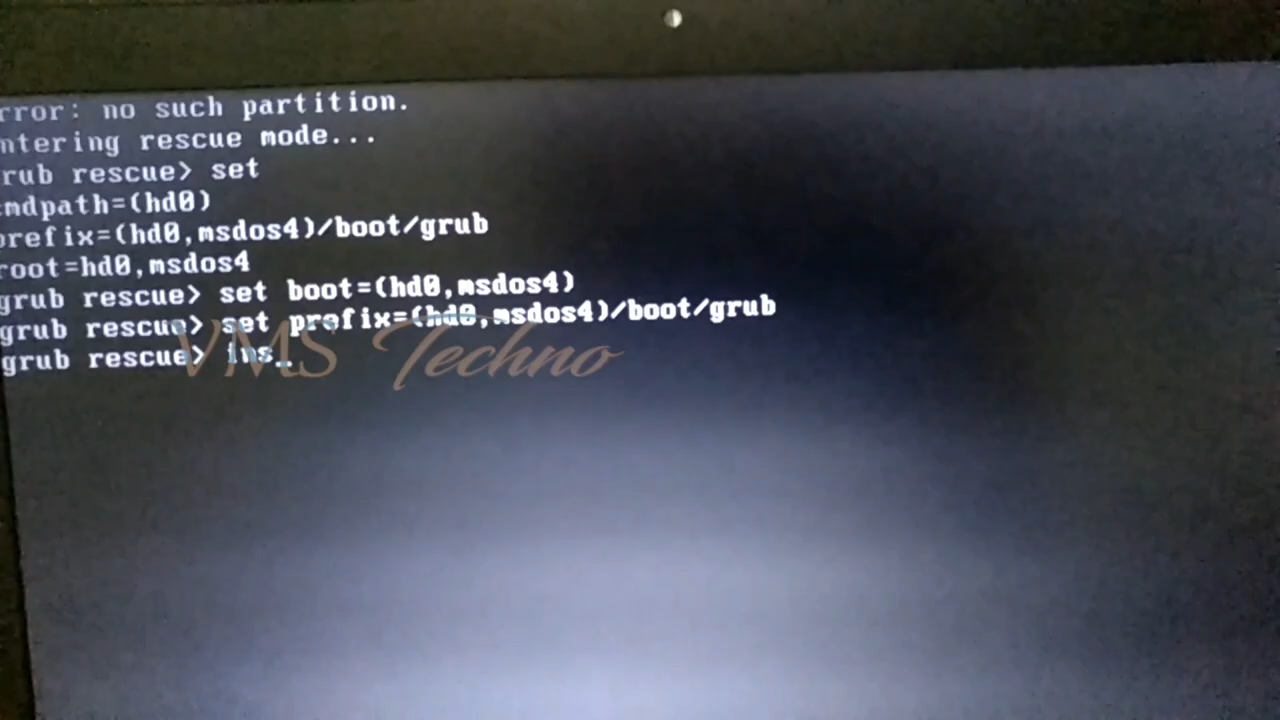 rror: no such partition.
ntering rescue mode...
rub rescue> set
cmdpath=(hd0)
prefix=(hd0,msdos4)/boot/grub
root=hd0,msdos4
grub rescue> set boot=(hd0,msdos4)
grub rescue> set prefix=(hd0,msdos4)/boot/grub
grub rescue> ins_
VMS Techno